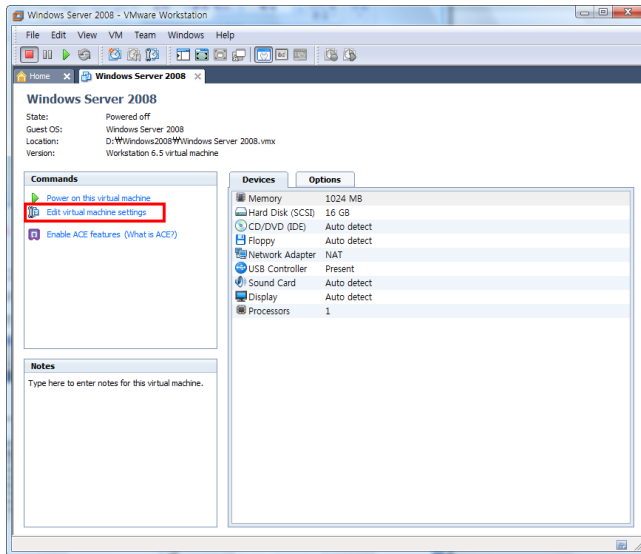 Windows Server 2008 - VMware Workstation
File Edit View VM Team Windows Help
Home X Windows Server 2008 ×
Windows Server 2008
State: Powered off
Guest OS: Windows Server 2008
Location: D:₩Windows2008₩Windows Server 2008.vmx
Version: Workstation 6.5 virtual machine
Commands
Power on this virtual machine
Edit virtual machine settings
Enable ACE features (What is ACE?)
Devices Options
Memory 1024 MB
Hard Disk (SCSI) 16 GB
CD/DVD (IDE) Auto detect
Floppy Auto detect
Network Adapter NAT
USB Controller Present
Sound Card Auto detect
Display Auto detect
Processors 1
Notes
Type here to enter notes for this virtual machine.